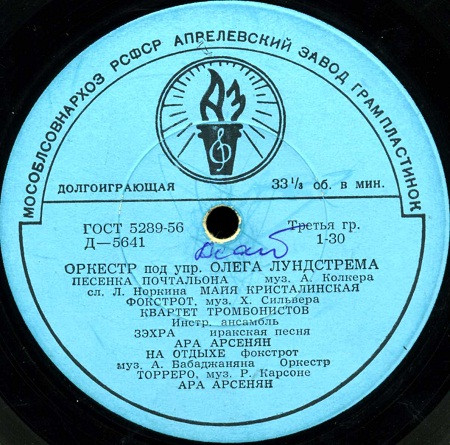 МОСОБЛСОВНАРХОЗ РСФСР АПРЕЛЕВСКИЙ ЗАВОД ГРАМПЛАСТИНОК
АЗ
ДОЛГОИГРАЮЩАЯ 33⅓ об. в мин.
ГОСТ 5289-56 Третья гр.
Д—5641 1-30
ОРКЕСТР под упр. ОЛЕГА ЛУНДСТРЕМА
ПЕСЕНКА ПОЧТАЛЬОНА муз. А. Колкера
сл. Л. Норкина МАИЯ КРИСТАЛИНСКАЯ
ФОКСТРОТ, муз. Х. Сильвера
КВАРТЕТ ТРОМБОНИСТОВ
Инстр. ансамбль
ЗЭХРА иракская песня
АРА АРСЕНЯН
НА ОТДЫХЕ фокстрот
муз. А. Бабаджаняна Оркестр
ТОРРЕРО, муз. Р. Карсоне
АРА АРСЕНЯН